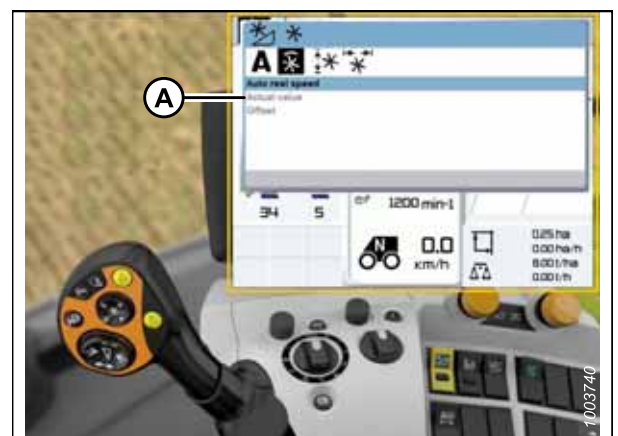 A
Auto reel speed
Actual value
Offset
A
34
5
1200 min-1
N
0.0
km/h
0.25 ha
0.00 ha/h
8.00 t/ha
0.00 t/h
1003740